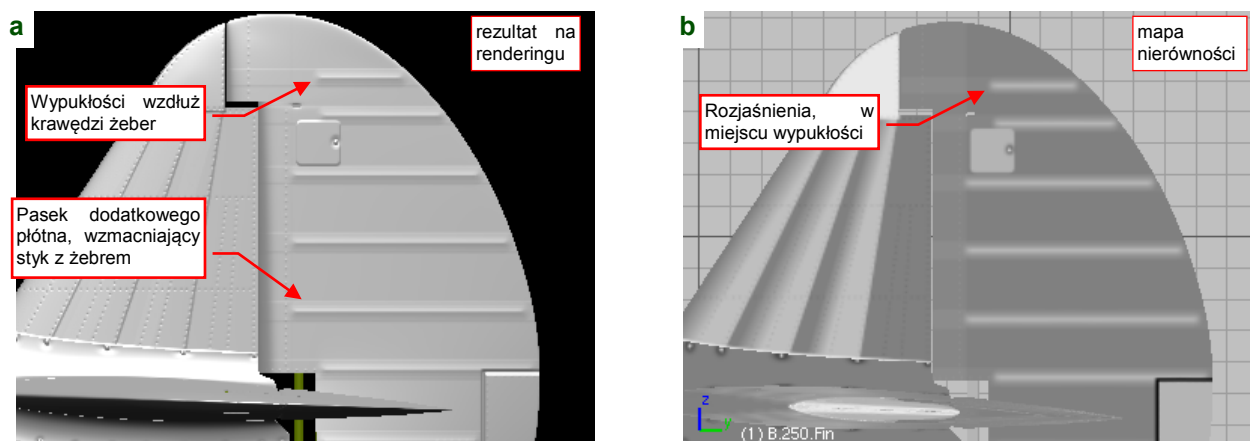 a
rezultat na
renderingu
Wypukłości wzdłuż
krawędzi żeber
Pasek dodatkowego
płótna, wzmacniający
styk z żebrem
b
mapa
nierówności
Rozjaśnienia, w
miejscu wypukłości
z
y
(1) B.250.Fin